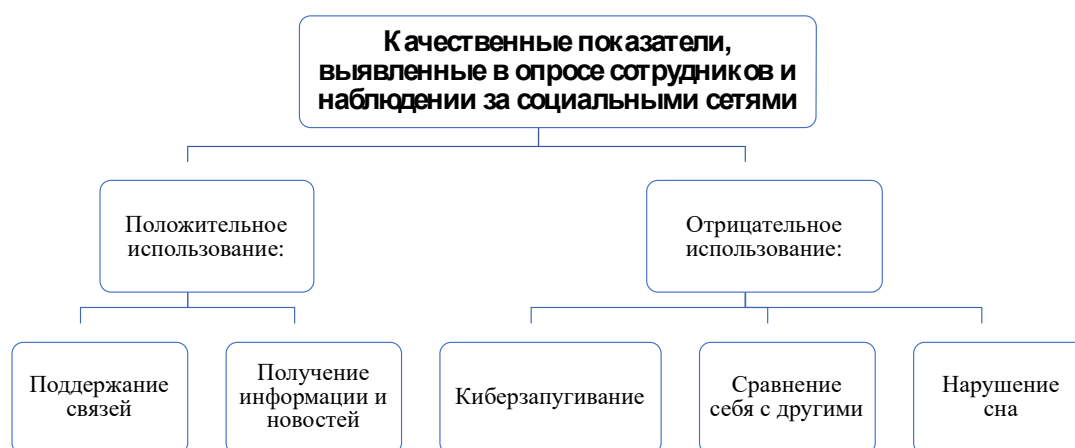 Качественные показатели,
выявленные в опросе сотрудников и
наблюдении за социальными сетями
Положительное
использование:
Отрицательное
использование:
Поддержание
связей
Получение
информации и
новостей
Киберзапугивание
Сравнение
себя с другими
Нарушение
сна